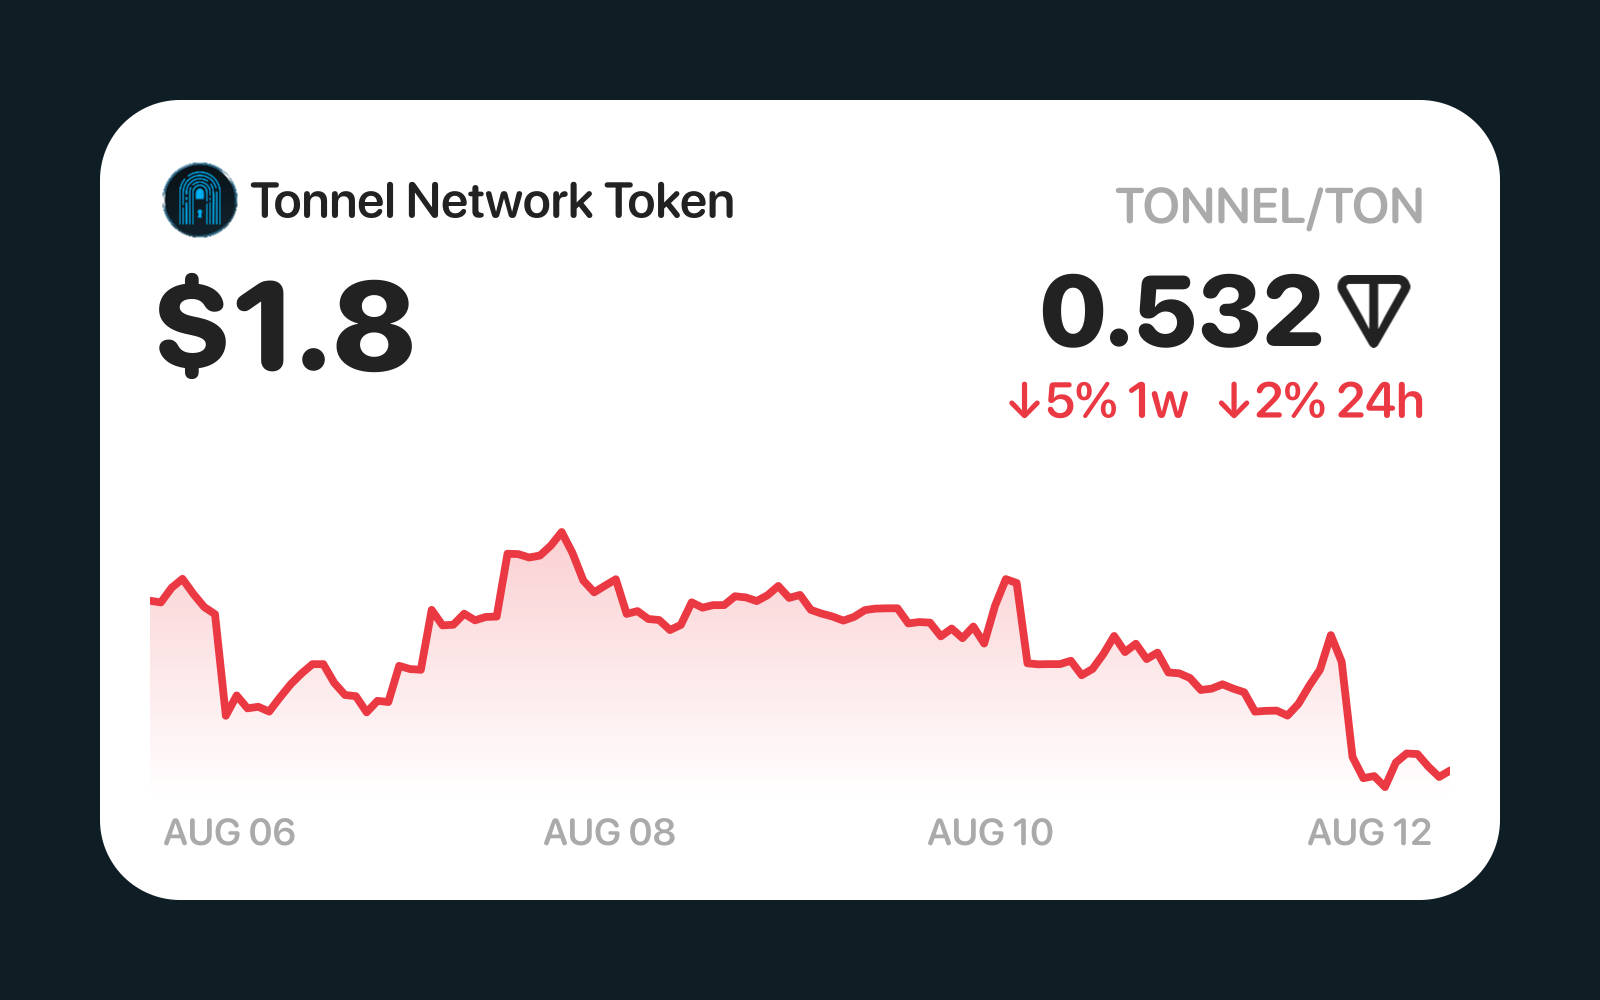 Tonnel Network Token
TONNEL/TON
$1.8
0.532
↓5% 1w ↓2% 24h
AUG 06 AUG 08 AUG 10 AUG 12